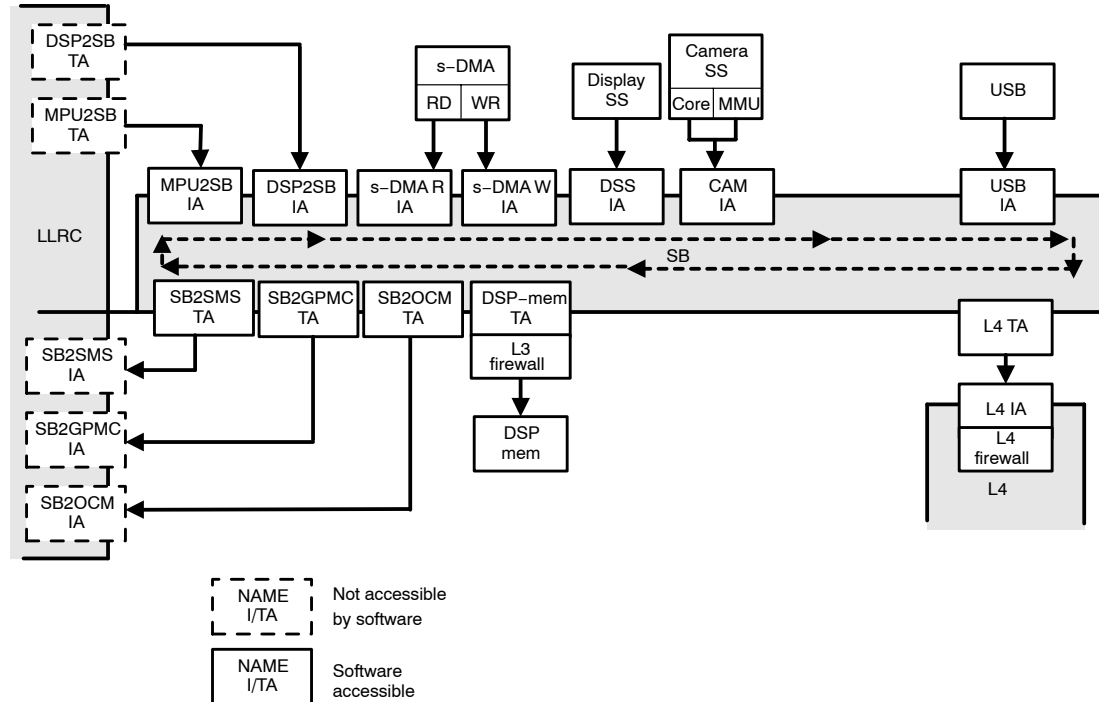 DSP2SB
TA
MPU2SB
TA
s−DMA
RD WR
Display
SS
Camera
SS
Core MMU
USB
MPU2SB
IA
DSP2SB
IA
s−DMA R
IA
s−DMA W
IA
DSS
IA
CAM
IA
USB
IA
LLRC
SB
SB2SMS
TA
SB2GPMC
TA
SB2OCM
TA
DSP−mem
TA
L3
firewall
L4 TA
SB2SMS
IA
SB2GPMC
IA
SB2OCM
IA
DSP
mem
L4 IA
L4
firewall
L4
NAME
I/TA
Not accessible
by software
NAME
I/TA
Software
accessible